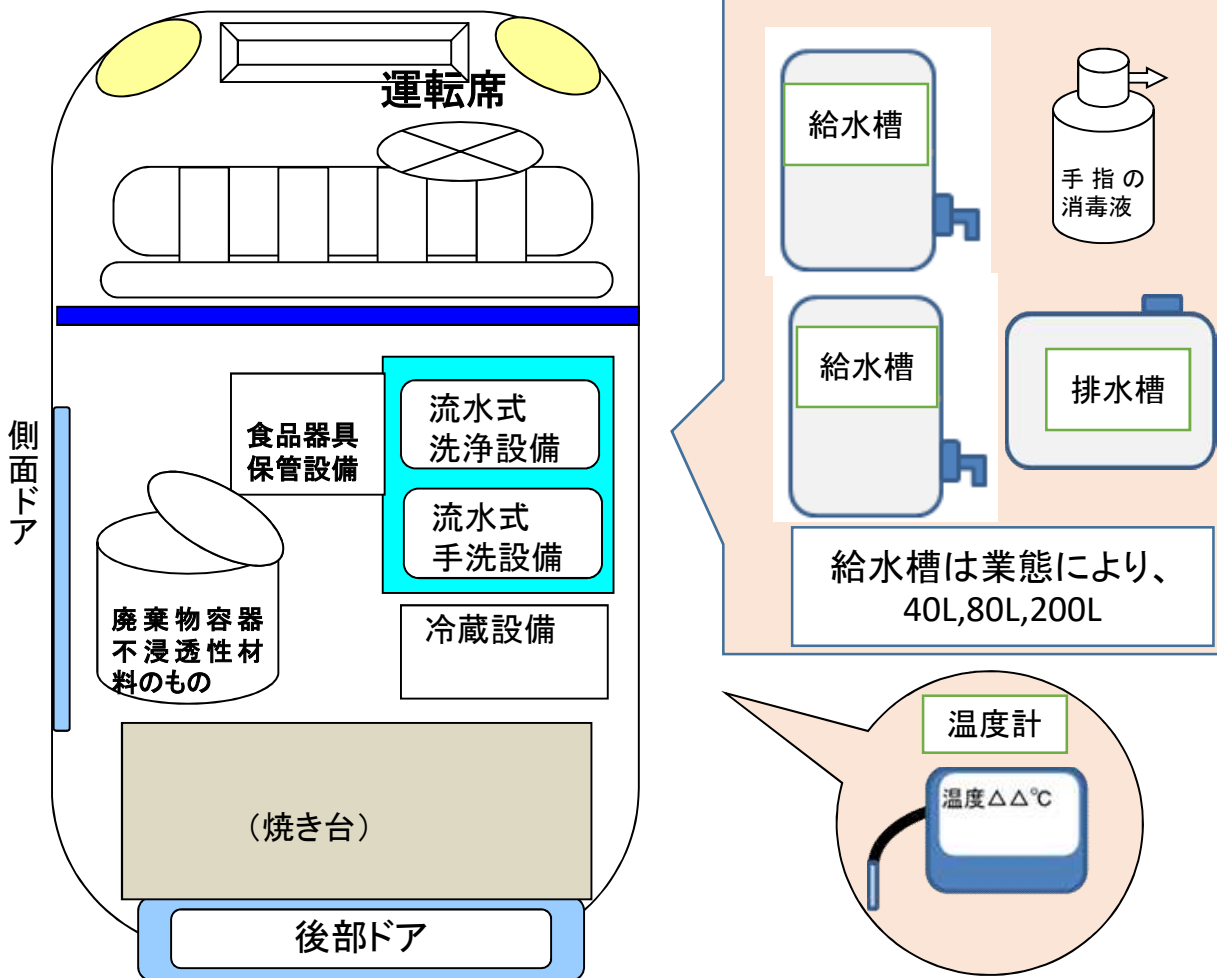 運転席
側面ドア
食品器具
保管設備
流水式
洗浄設備
流水式
手洗設備
廃棄物容器
不浸透性材
料のもの
冷蔵設備
（焼き台）
後部ドア
給水槽
手指の
消毒液
給水槽
排水槽
給水槽は業態により、
40L,80L,200L
温度計
温度△△℃